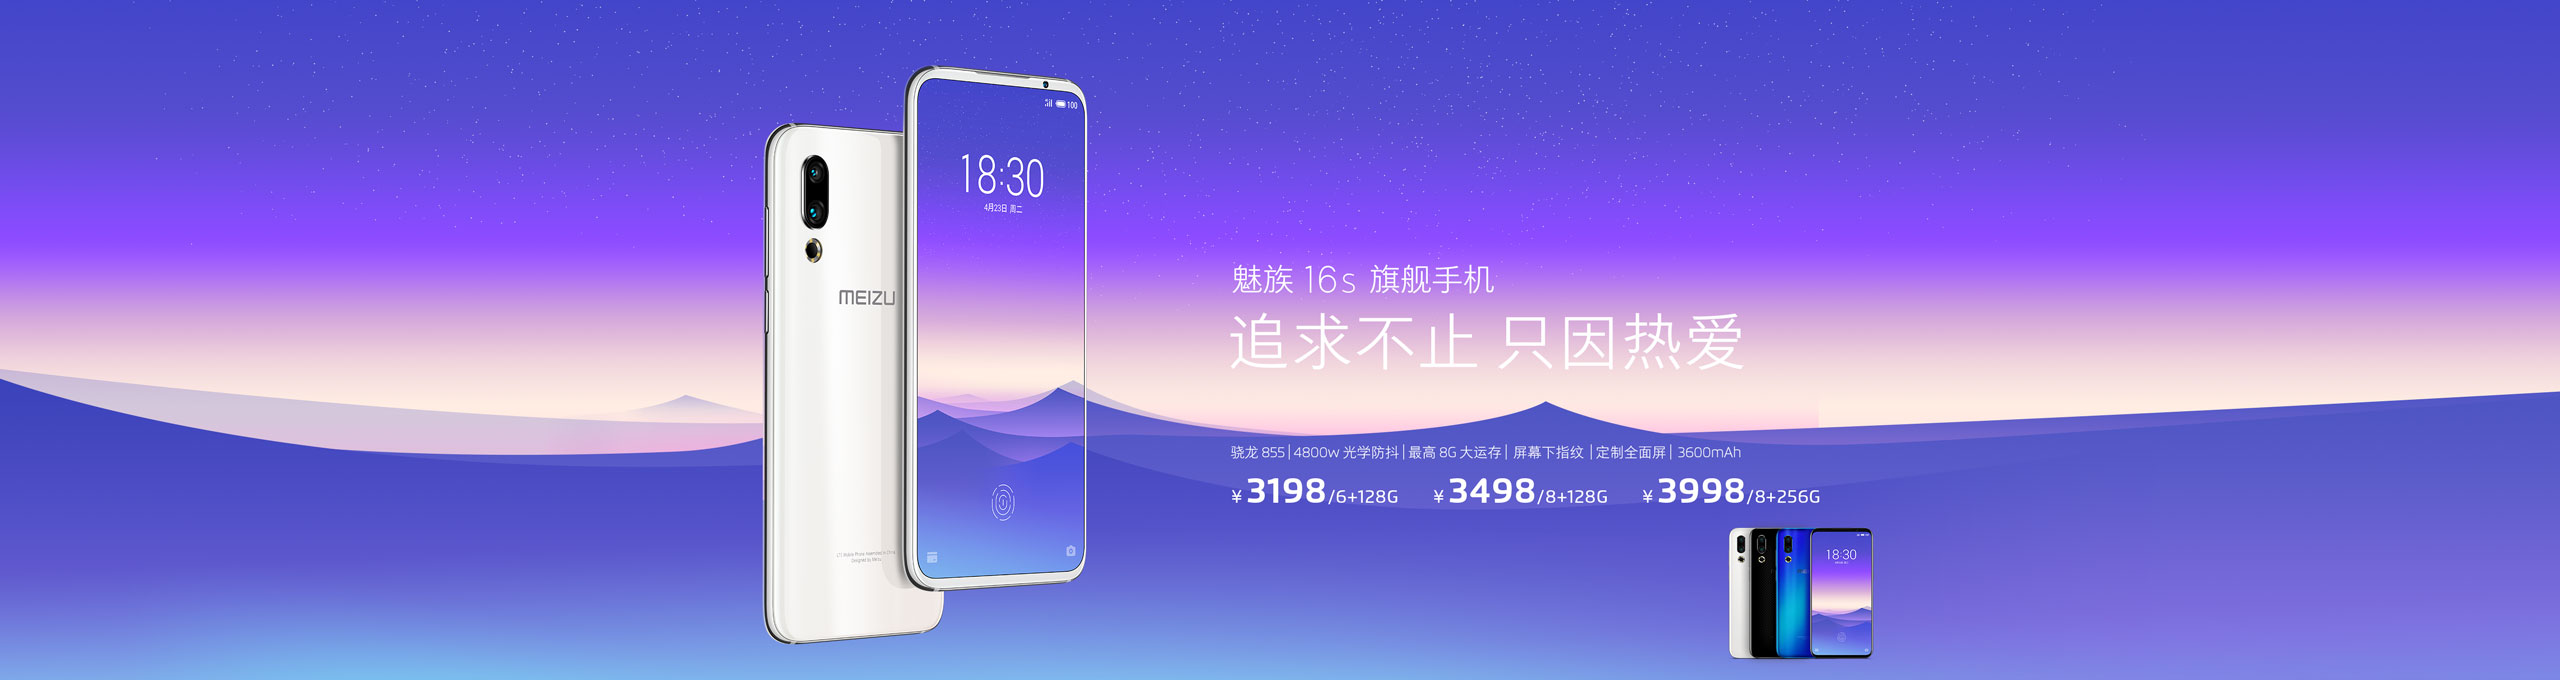 100
18:30
4月23日 周二
MEIZU
魅族 16s 旗舰手机
追求不止 只因热爱
骁龙 855|4800w 光学防抖|最高 8G 大运存| 屏幕下指纹 |定制全面屏| 3600mAh
¥ 3198/6+128G ¥ 3498/8+128G ¥ 3998/8+256G
18:30